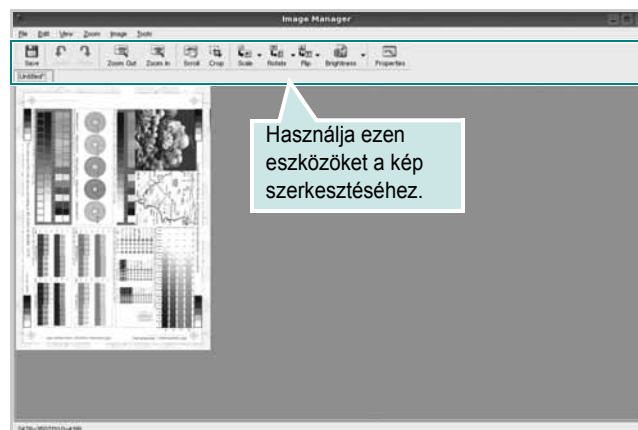 Image Manager
File Edit View Zoom Image Tools
Save Zoom Out Zoom In Scroll Crop Scale Rotate Flip Brightness Properties
Untitled*
Használja ezen
eszközöket a kép
szerkesztéséhez.